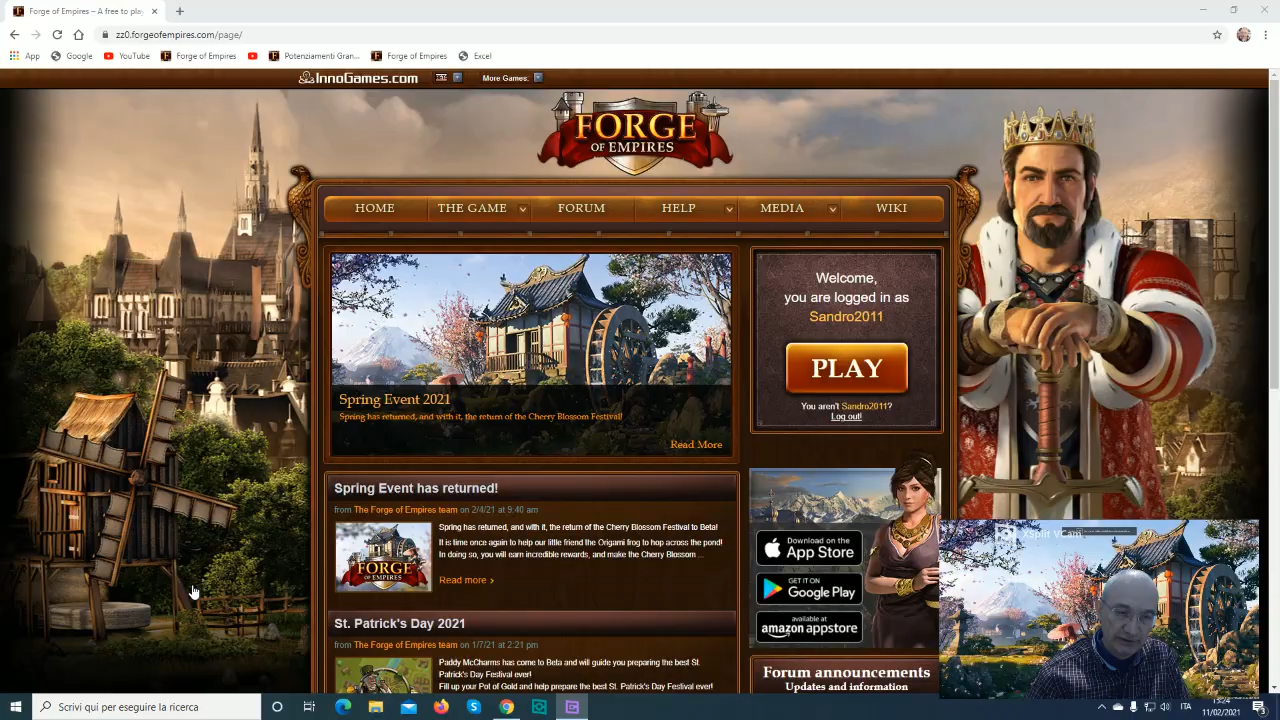 Forge of Empires – A free to play
zz0.forgeofempires.com/page/
App
Google
YouTube
Forge of Empires
Potenziamenti Gran...
Forge of Empires
Excel
InnoGames.com
More Games:
FORGE
OF EMPIRES
HOME
THE GAME
FORUM
HELP
MEDIA
WIKI
Spring Event 2021
Spring has returned, and with it, the return of the Cherry Blossom Festival!
Read More
Welcome,
you are logged in as
Sandro2011
PLAY
You aren't Sandro2011?
Log out!
Spring Event has returned!
from The Forge of Empires team on 2/4/21 at 9:40 am
FORGE
OF EMPIRES
Spring has returned, and with it, the return of the Cherry Blossom Festival to Beta!
It is time once again to help our little friend the Origami frog to hop across the pond!
In doing so, you will earn incredible rewards, and make the Cherry Blossom ...
Read more ›
St. Patrick's Day 2021
from The Forge of Empires team on 1/7/21 at 2:21 pm
Paddy McCharms has come to Beta and will guide you preparing the best St.
Patrick's Day Festival ever!
Fill up your Pot of Gold and help prepare the best St. Patrick's Day Festival ever!
Download on the
App Store
GET IT ON
Google Play
available at
amazon appstore
Forum announcements
Updates and information
XSplit VCam
Scrivi qui per eseguire la ricerca
ITA
15:24
11/02/2021
3